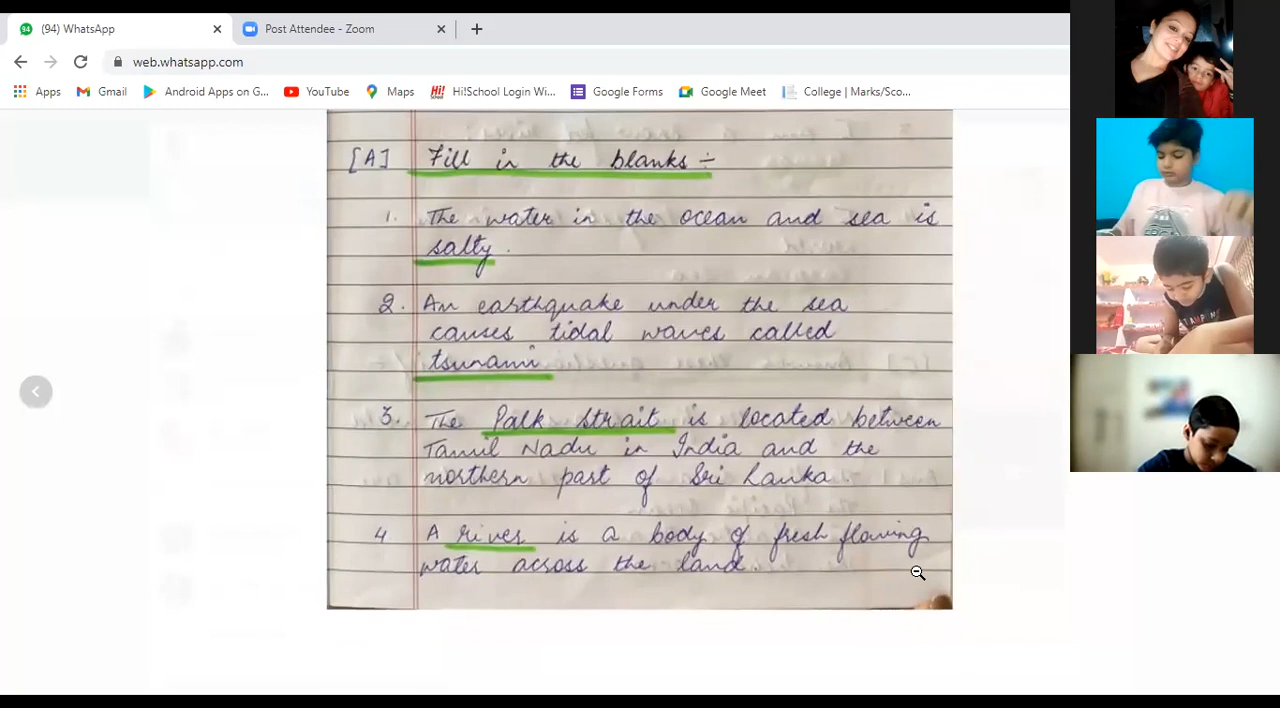 (94) WhatsApp
Post Attendee - Zoom
web.whatsapp.com
Apps
Gmail
Android Apps on G...
YouTube
Maps
Hi!School Login Wi...
Google Forms
Google Meet
College | Marks/Sco...
[A] Fill in the blanks ÷
1. The water in the ocean and sea is
salty.
2. An earthquake under the sea
causes tidal waves called
tsunami
3. The Palk Strait is located between
Tamil Nadu in India and the
northern part of Sri Lanka.
4 A river is a body of fresh flowing
water across the land.